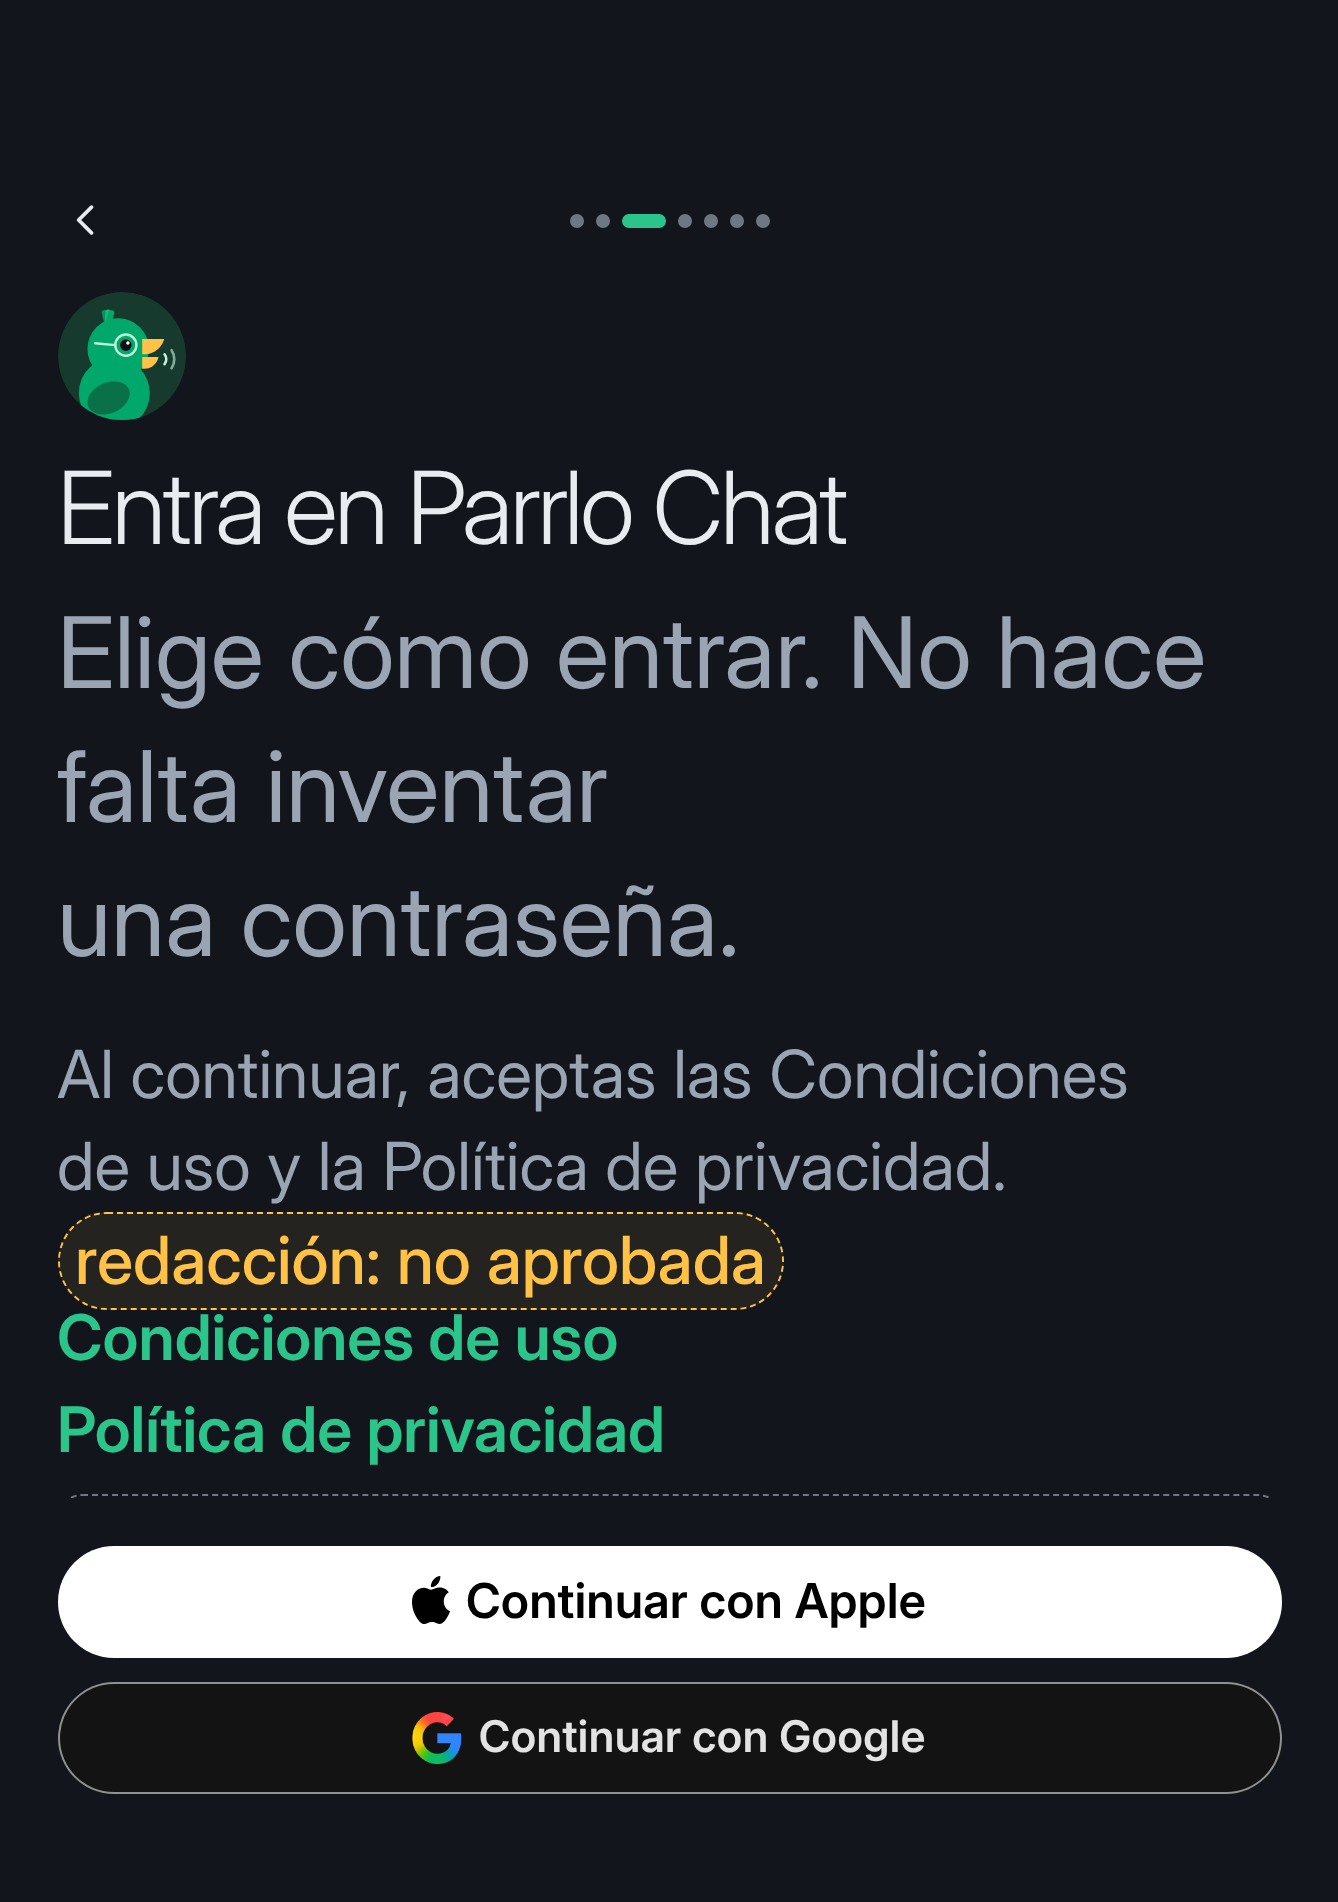 Entra en Parrlo Chat
Elige cómo entrar. No hace
falta inventar
una contraseña.
Al continuar, aceptas las Condiciones
de uso y la Política de privacidad.
redacción: no aprobada
Condiciones de uso
Política de privacidad
Continuar con Apple
Continuar con Google